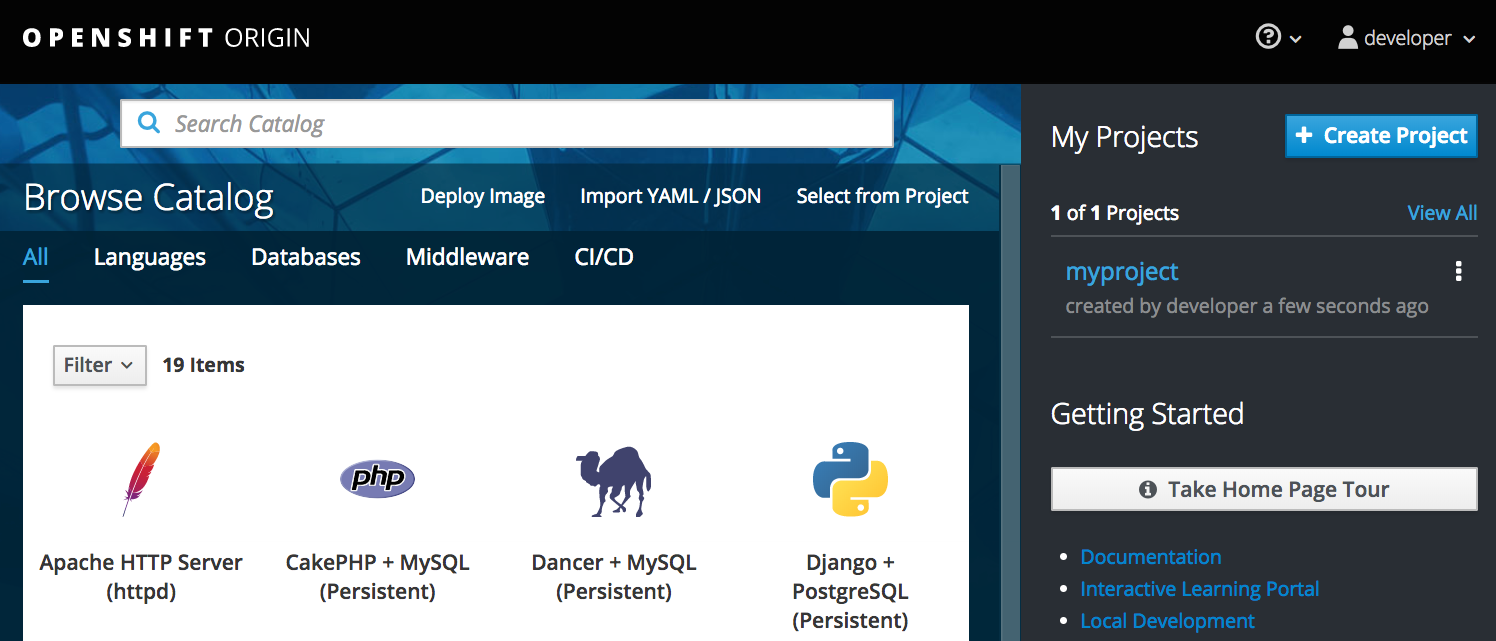 OPENSHIFT ORIGIN
developer
Search Catalog
Browse Catalog
Deploy Image
Import YAML / JSON
Select from Project
All
Languages
Databases
Middleware
CI/CD
Filter
19 Items
php
Apache HTTP Server
(httpd)
CakePHP + MySQL
(Persistent)
Dancer + MySQL
(Persistent)
Django +
PostgreSQL
(Persistent)
My Projects
+ Create Project
1 of 1 Projects
View All
myproject
created by developer a few seconds ago
Getting Started
Take Home Page Tour
Documentation
Interactive Learning Portal
Local Development